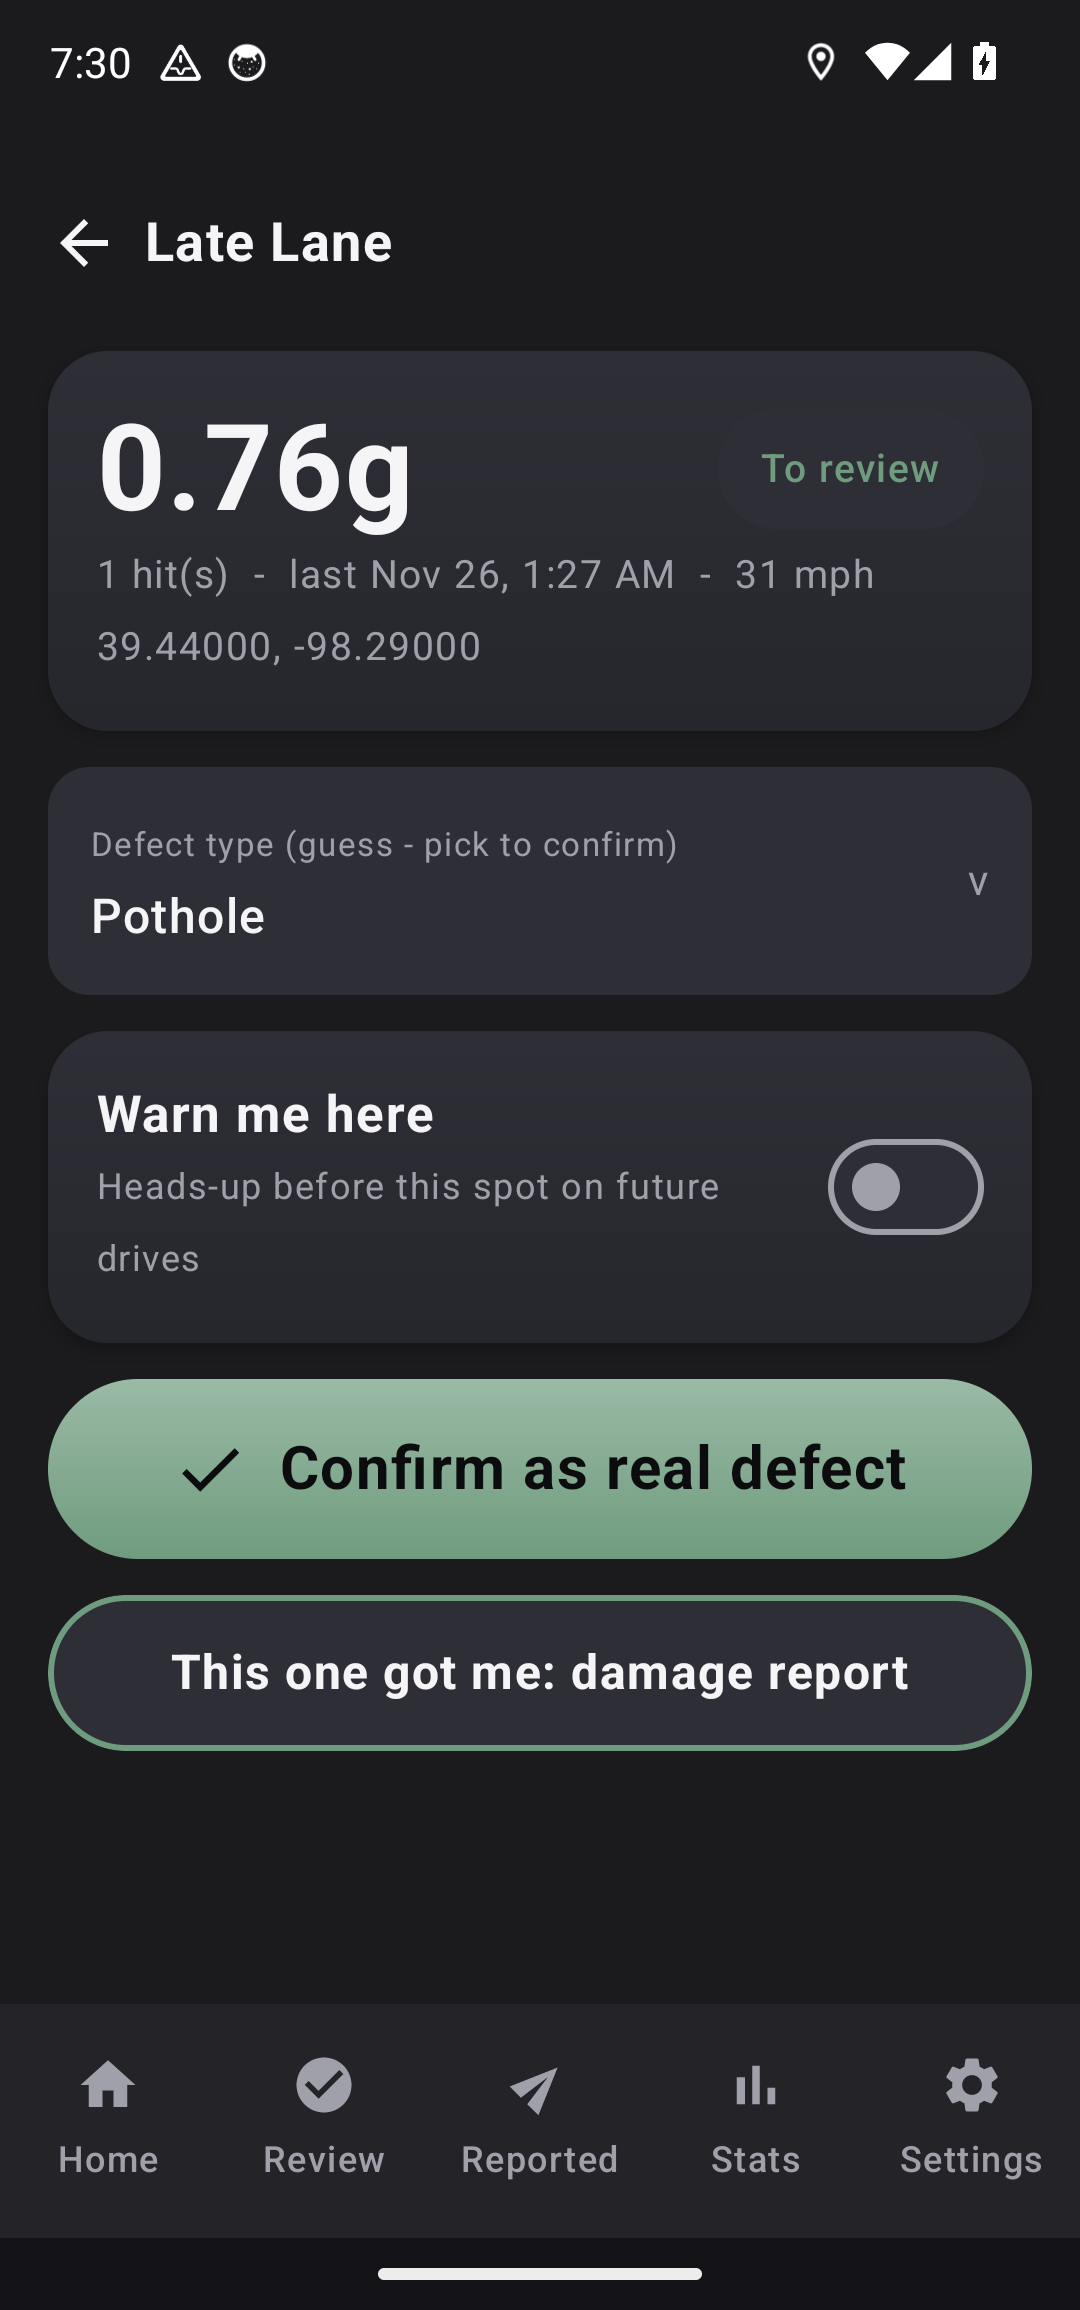 7:30
Late Lane
0.76g
To review
1 hit(s) - last Nov 26, 1:27 AM - 31 mph
39.44000, -98.29000
Defect type (guess - pick to confirm)
Pothole
v
Warn me here
Heads-up before this spot on future
drives
Confirm as real defect
This one got me: damage report
Home
Review
Reported
Stats
Settings